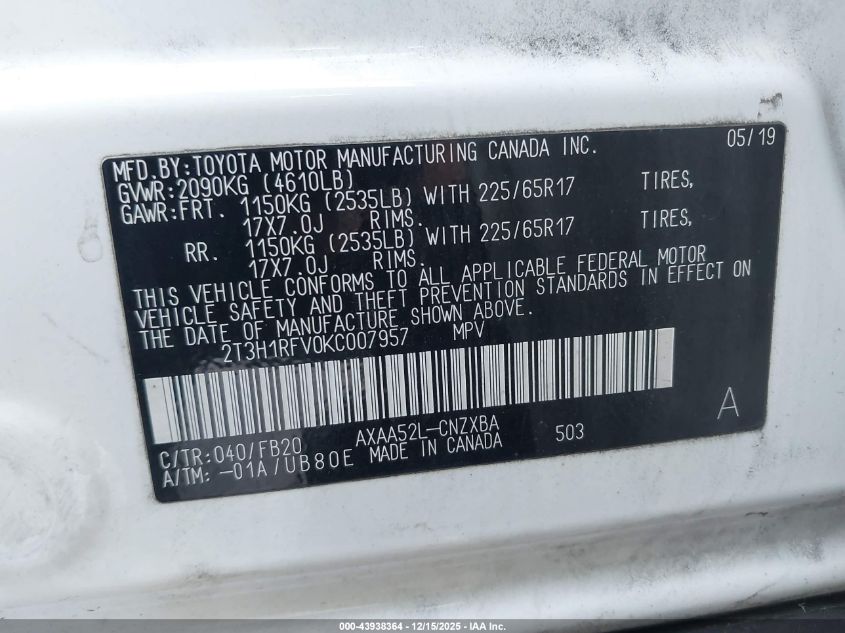 MFD.BY:TOYOTA MOTOR MANUFACTURING CANADA INC. 05/19
GVWR:2090KG (4610LB)
GAWR:FRT. 1150KG (2535LB) WITH 225/65R17 TIRES,
17X7.0J RIMS.
RR. 1150KG (2535LB) WITH 225/65R17 TIRES,
17X7.0J RIMS.
THIS VEHICLE CONFORMS TO ALL APPLICABLE FEDERAL MOTOR
VEHICLE SAFETY AND THEFT PREVENTION STANDARDS IN EFFECT ON
THE DATE OF MANUFACTURE SHOWN ABOVE.
2T3H1RFV0KC007957 MPV
A
C/TR:040/FB20 AXAA52L-CNZXBA 503
A/TM: -01A/UB80E MADE IN CANADA
000-43938364 - 12/15/2025 - IAA Inc.